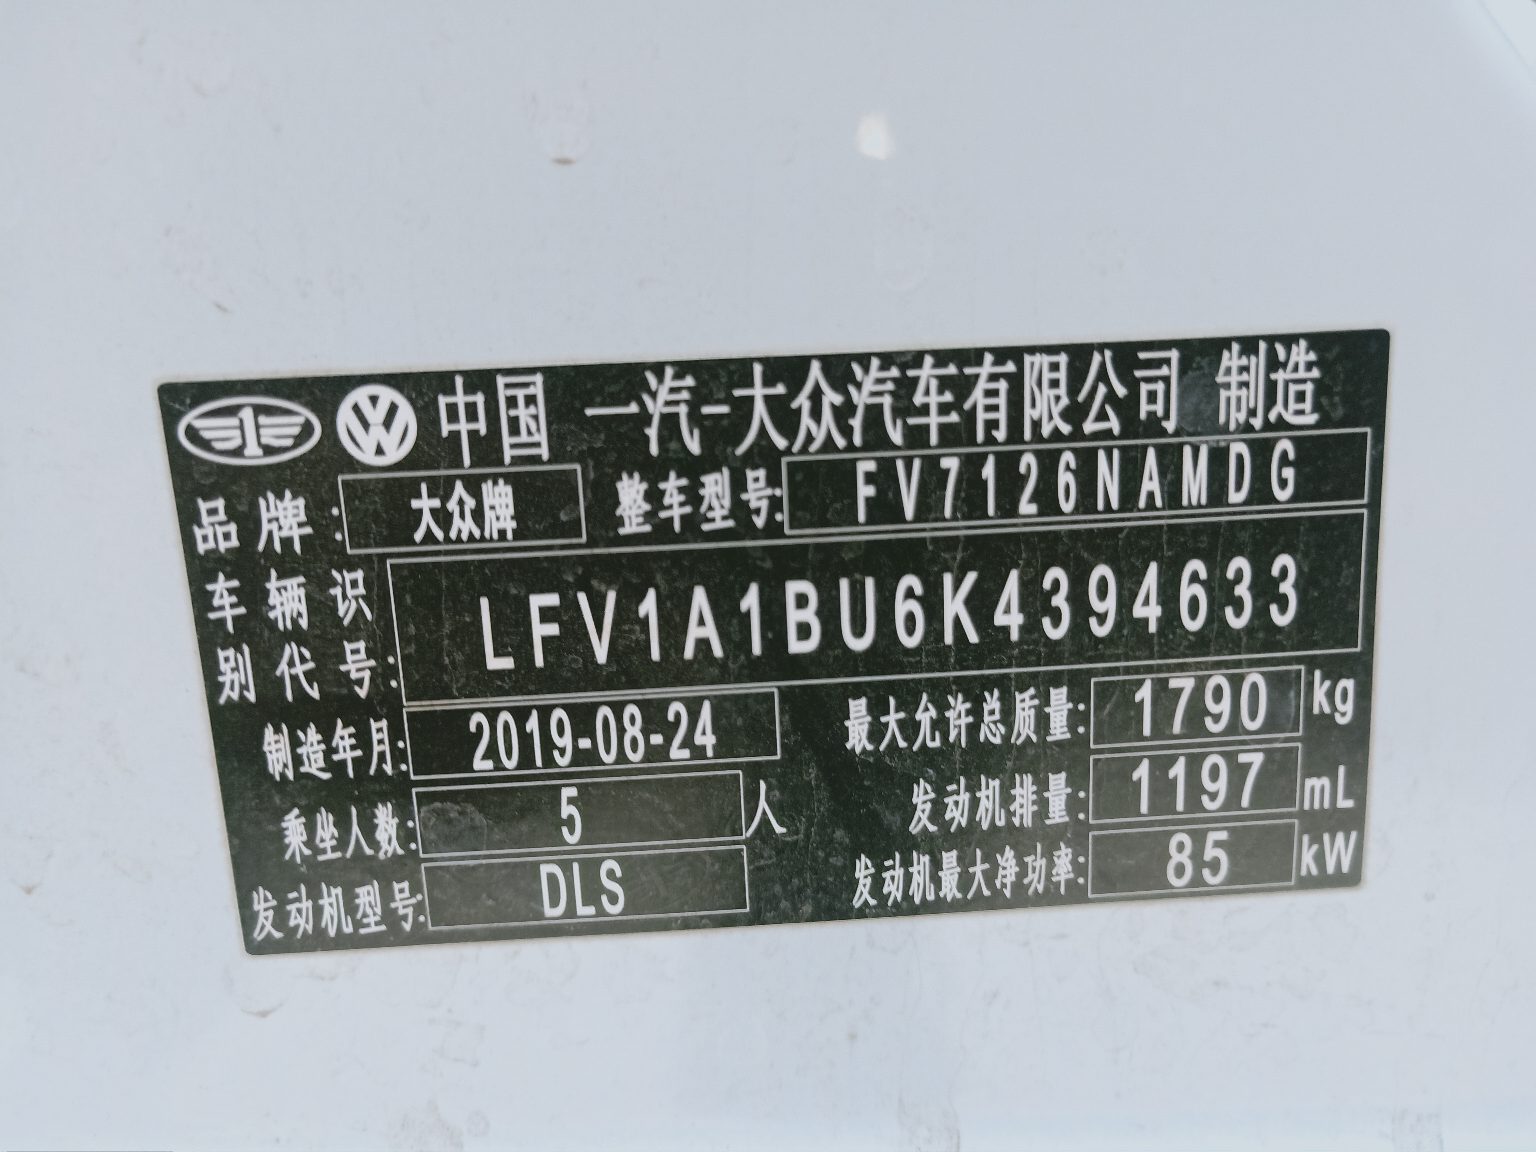 中国 一汽-大众汽车有限公司 制造
品牌: 大众牌 整车型号: FV7126NAMDG
车辆识别代号: LFV1A1BU6K4394633
制造年月: 2019-08-24 最大允许总质量: 1790 kg
乘坐人数: 5 人 发动机排量: 1197 mL
发动机型号: DLS 发动机最大净功率: 85 kW